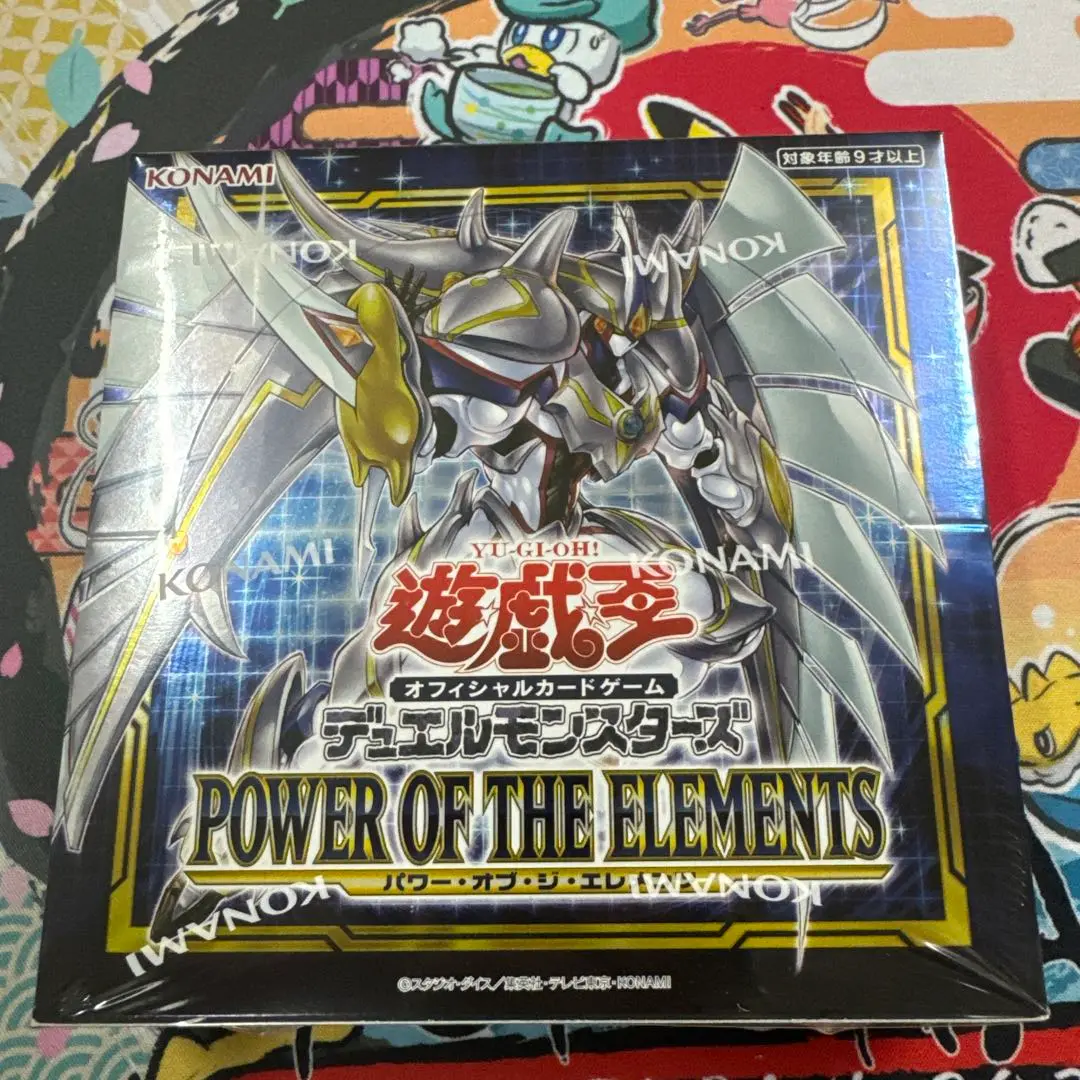 KONAMI
対象年齢9才以上
KONAMI
KONAMI
KONAMI
KONAMI
KONAMI
YU-GI-OH!
遊戯王
オフィシャルカードゲーム
デュエルモンスターズ
POWER OF THE ELEMENTS
パワー・オブ・ジ・エレ
KONAMI
KONAMI
KONAMI
©スタジオ・ダイス/集英社・テレビ東京・KONAMI